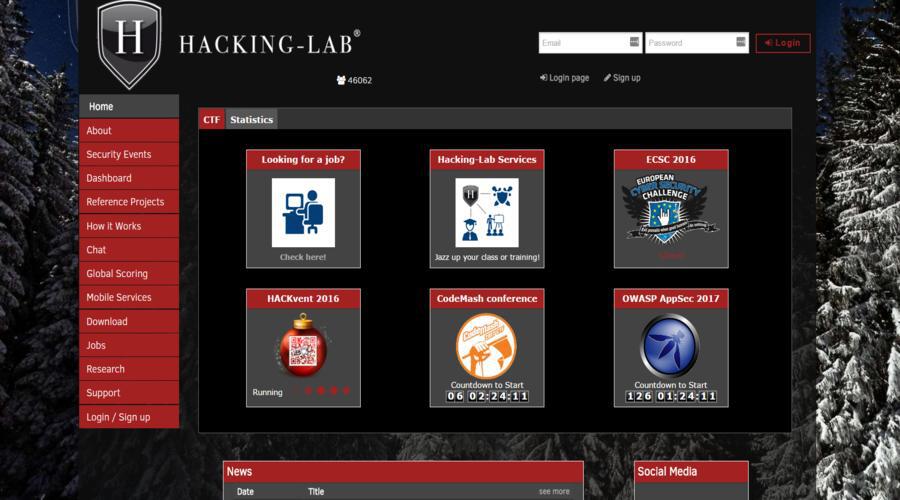 H
HACKING-LAB®
Email
Password
Login
46062
Login page
Sign up
Home
About
Security Events
Dashboard
Reference Projects
How it Works
Chat
Global Scoring
Mobile Services
Download
Jobs
Research
Support
Login / Sign up
CTF
Statistics
Looking for a job?
Check here!
Hacking-Lab Services
H
Jazz up your class or training!
ECSC 2016
EUROPEAN
CYBER SECURITY
CHALLENGE
HACKvent 2016
Running
CodeMash conference
CodeMash
Countdown to Start
06 02:24:11
OWASP AppSec 2017
Countdown to Start
126 01:24:11
News
Date
Title
see more
Social Media